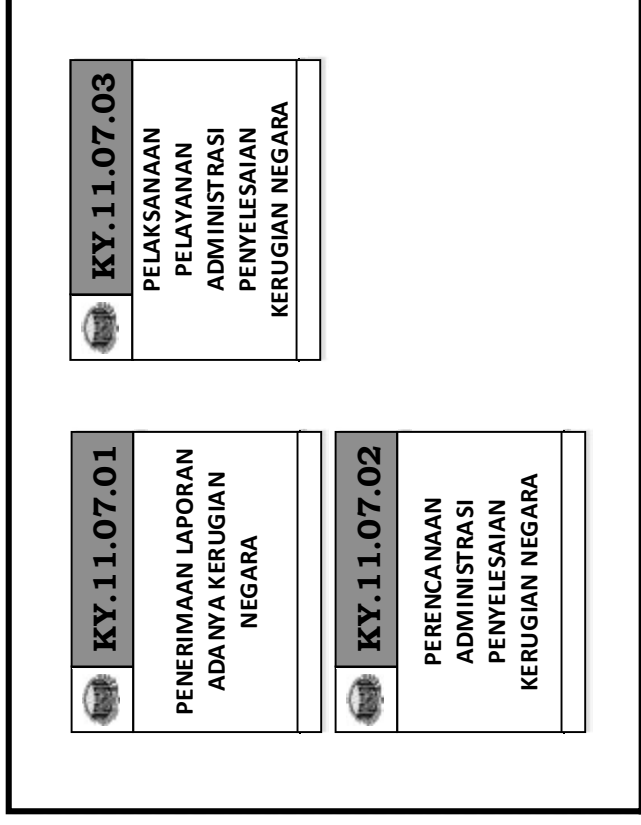 KY.11.07.01
PENERIMAAN LAPORAN
ADANYA KERUGIAN
NEGARA
KY.11.07.02
PERENCANAAN
ADMINISTRASI
PENYELESAIAN
KERUGIAN NEGARA
KY.11.07.03
PELAKSANAAN
PELAYANAN
ADMINISTRASI
PENYELESAIAN
KERUGIAN NEGARA